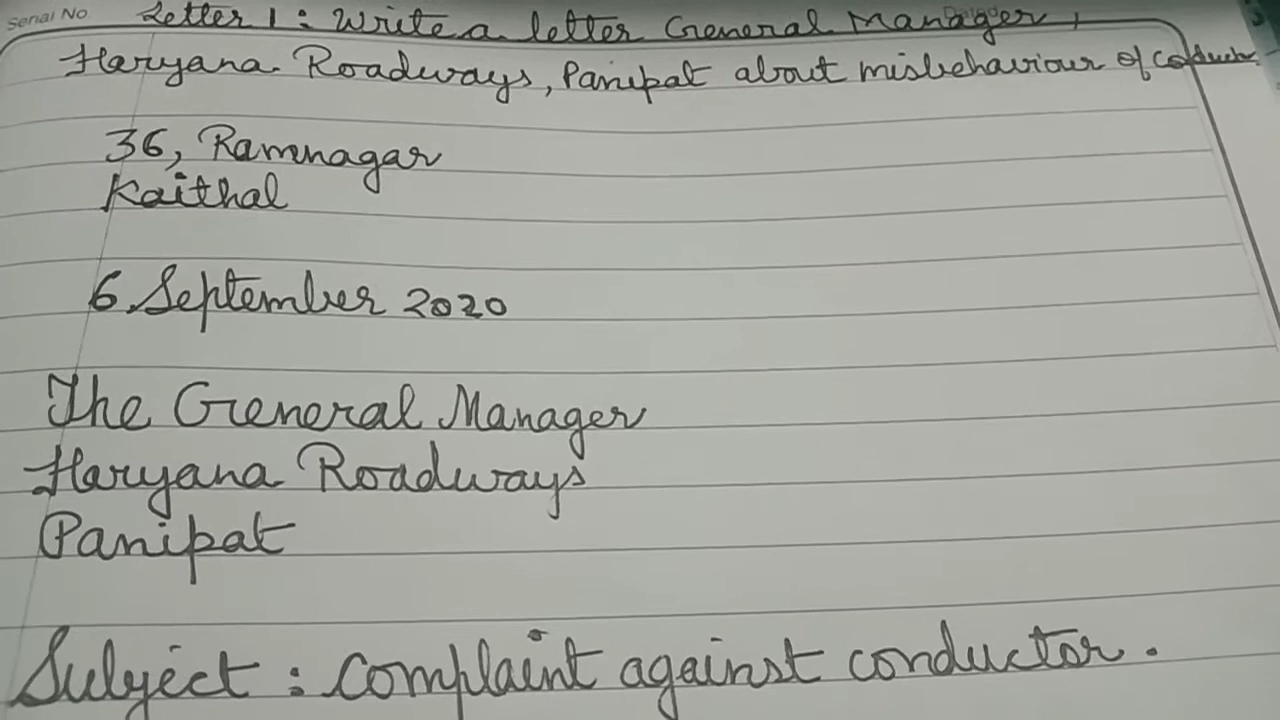 Serial No
Letter 1 : Write a letter General Manager,
Haryana Roadways, Panipat about misbehaviour of conductor
36, Ramnagar
Kaithal
6 September 2020
The General Manager
Haryana Roadways
Panipat
Subject : Complaint against conductor.